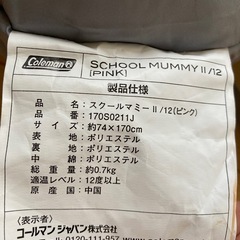 Coleman
SCHOOL MUMMY II /12
[PINK]
製品仕様
品 名：スクールマミーⅡ/12(ピンク)
品 番：170S0211J
サ イ ズ：約74×170cm
表 地：ポリエステル
裏 地：ポリエステル
中 綿：ポリエステル
総 重 量：約0.7kg
適温レベル：12度以上
原 産 国：中国
〈表示者〉
コールマン ジャパン株式会社
0120-111-957